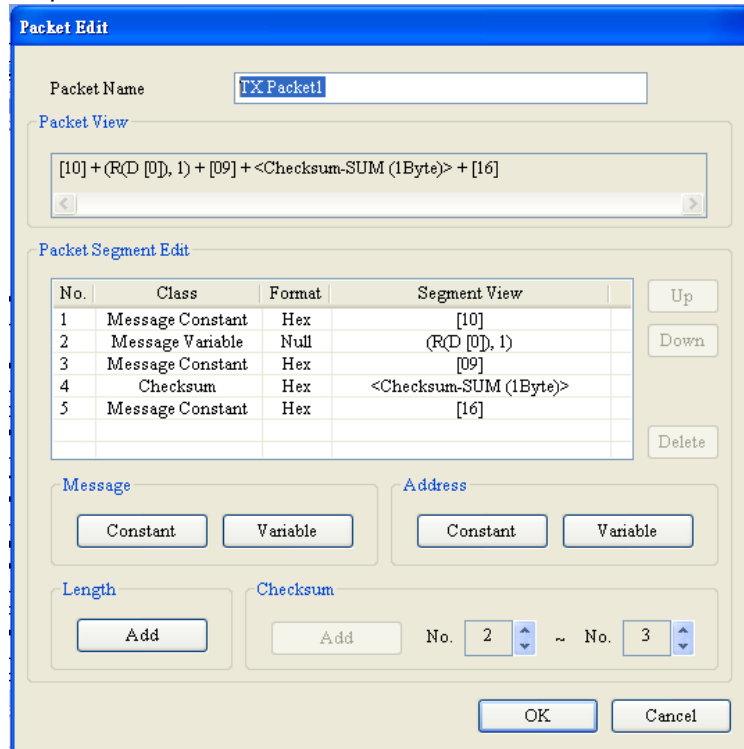 Packet Edit
Packet Name TX Packet1
Packet View
[10] + (R(D [0]), 1) + [09] + <Checksum-SUM (1Byte)> + [16]
Packet Segment Edit
No. Class Format Segment View
1 Message Constant Hex [10]
2 Message Variable Null (R(D [0]), 1)
3 Message Constant Hex [09]
4 Checksum Hex <Checksum-SUM (1Byte)>
5 Message Constant Hex [16]
Up
Down
Delete
Message
Constant Variable
Address
Constant Variable
Length
Add
Checksum
Add No. 2 ~ No. 3
OK Cancel